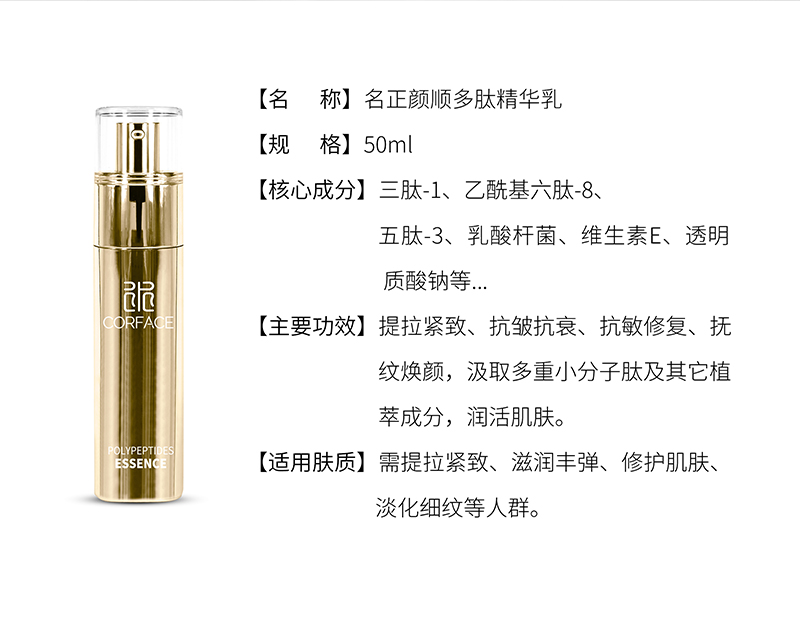 【名 称】名正颜顺多肽精华乳
【规 格】50ml
【核心成分】三肽-1、乙酰基六肽-8、
五肽-3、乳酸杆菌、维生素E、透明
质酸钠等...
【主要功效】提拉紧致、抗皱抗衰、抗敏修复、抚
纹焕颜，汲取多重小分子肽及其它植
萃成分，润活肌肤。
【适用肤质】需提拉紧致、滋润丰弹、修护肌肤、
淡化细纹等人群。
CORFACE
POLYPEPTIDES
ESSENCE